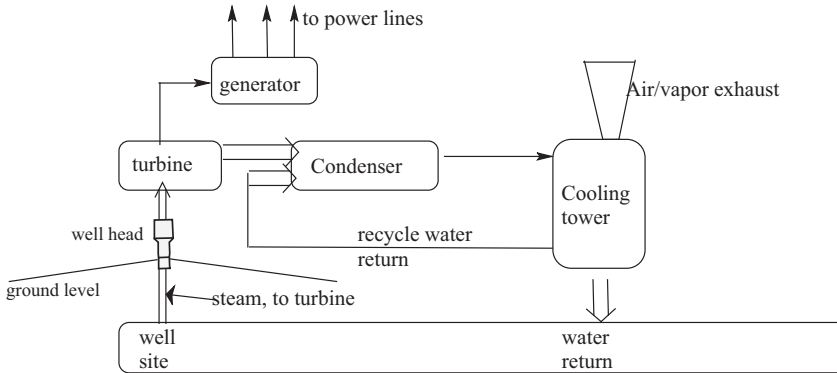 to power lines
generator
Air/vapor exhaust
turbine
Condenser
Cooling
tower
well head
recycle water
return
ground level
steam, to turbine
well
site
water
return